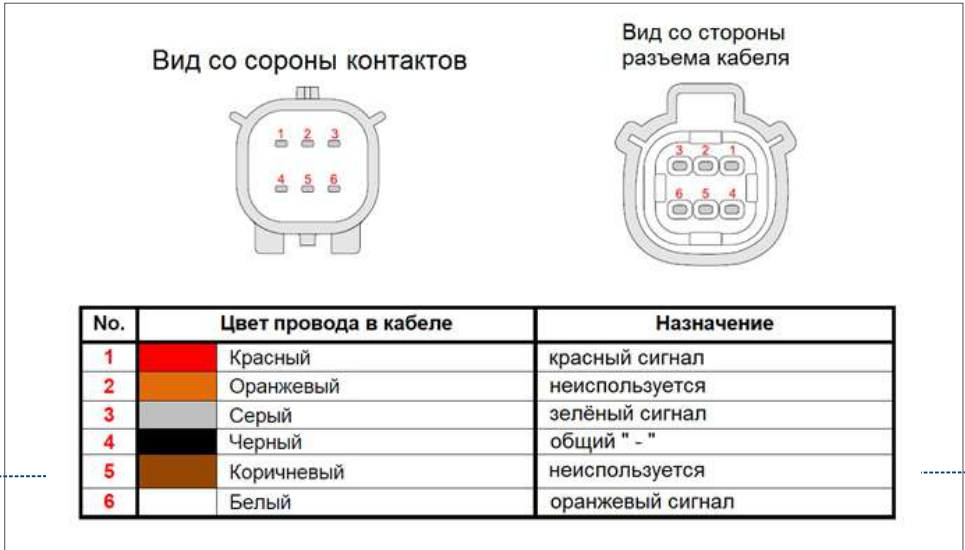 Вид со сороны контактов
Вид со стороны
разъема кабеля
1 2 3
4 5 6
3 2 1
6 5 4
No. Цвет провода в кабеле Назначение
1 Красный красный сигнал
2 Оранжевый неиспользуется
3 Серый зелёный сигнал
4 Черный общий " - "
5 Коричневый неиспользуется
6 Белый оранжевый сигнал